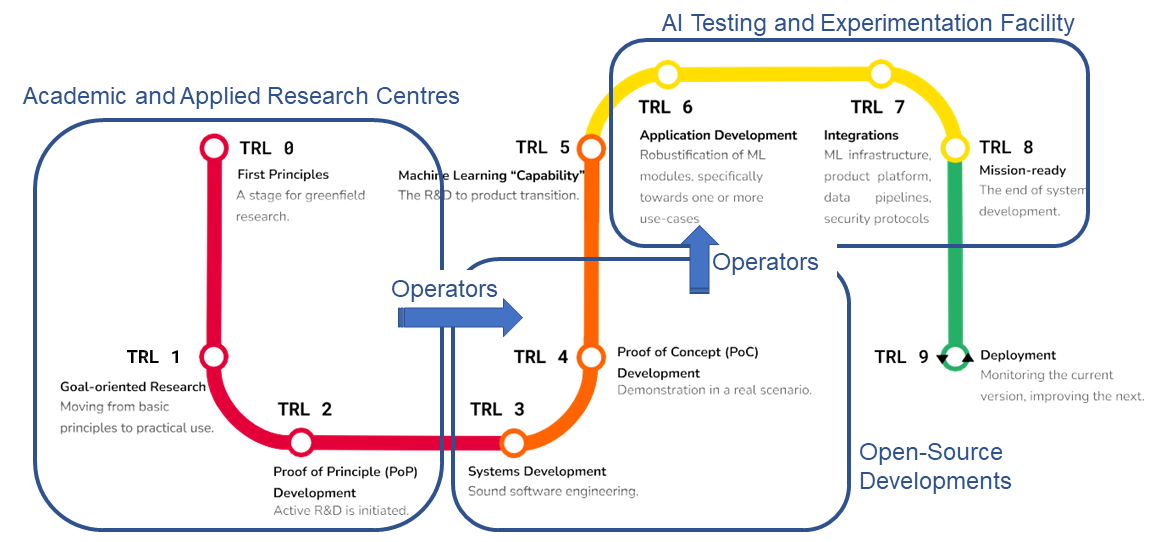 AI Testing and Experimentation Facility
Academic and Applied Research Centres
TRL 0
First Principles
A stage for greenfield
research.
TRL 1
Goal-oriented Research
Moving from basic
principles to practical use.
TRL 2
Proof of Principle (PoP)
Development
Active R&D is initiated.
Operators
TRL 3
Systems Development
Sound software engineering.
TRL 4
Proof of Concept (PoC)
Development
Demonstration in a real scenario.
TRL 5
Machine Learning “Capability”
The R&D to product transition.
Operators
TRL 6
Application Development
Robustification of ML
modules, specifically
towards one or more
use-cases
TRL 7
Integrations
ML infrastructure,
product platform,
data pipelines,
security protocols
TRL 8
Mission-ready
The end of system
development.
TRL 9
Deployment
Monitoring the current
version, improving the next.
Open-Source
Developments